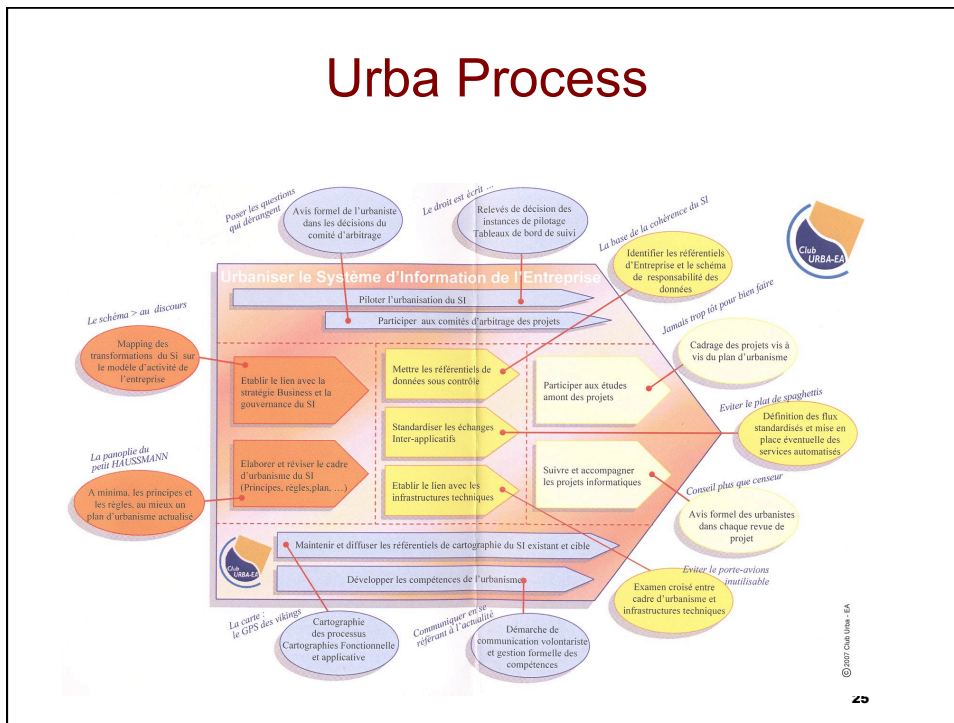 Urba Process
Poser les questions
qui dérangent
Avis formel de l'urbaniste
dans les décisions du
comité d'arbitrage
Le droit est écrit ...
Relevés de décision des
instances de pilotage
Tableaux de bord de suivi
La base de la cohérence du SI
Identifier les référentiels
d'Entreprise et le schéma
de responsabilité des
données
Club
URBA-EA
Urbaniser le Système d'Information de l'Entreprise
Piloter l'urbanisation du SI
Participer aux comités d'arbitrage des projets
Le schéma > au discours
Mapping des
transformations du Si sur
le modèle d'activité de
l'entreprise
Etablir le lien avec la
stratégie Business et la
gouvernance du SI
Mettre les référentiels de
données sous contrôle
Participer aux études
amont des projets
Jamais trop tôt pour bien faire
Cadrage des projets vis à
vis du plan d'urbanisme
Standardiser les échanges
Inter-applicatifs
Eviter le plat de spaghettis
Définition des flux
standardisés et mise en
place éventuelle des
services automatisés
La panoplie du
petit HAUSSMANN
A minima, les principes et
les règles, au mieux un
plan d'urbanisme actualisé
Elaborer et réviser le cadre
d'urbanisme du SI
(Principes, règles,plan, ...)
Etablir le lien avec les
infrastructures techniques
Suivre et accompagner
les projets informatiques
Conseil plus que censeur
Avis formel des urbanistes
dans chaque revue de
projet
Club
URBA-EA
Maintenir et diffuser les référentiels de cartographie du SI existant et cible
Développer les compétences de l'urbanisme
Eviter le porte-avions
inutilisable
Examen croisé entre
cadre d'urbanisme et
infrastructures techniques
La carte :
le GPS des vikings
Cartographie
des processus
Cartographies Fonctionnelle
et applicative
Communiquer en se
référant à l'actualité
Démarche de
communication volontariste
et gestion formelle des
compétences
© 2007 Club Urba - EA
25